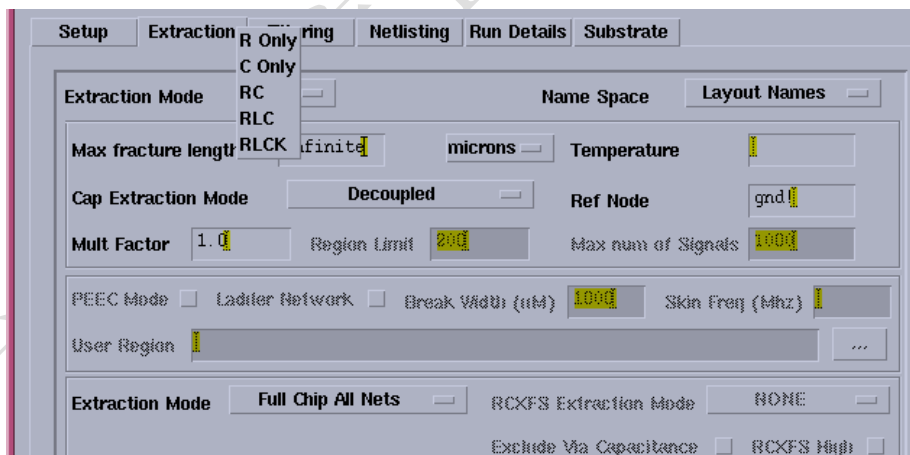 Setup Extraction ring Netlisting Run Details Substrate
R Only
C Only
RC
RLC
RLCK
Extraction Mode Name Space Layout Names
Max fracture length nfinite microns Temperature
Cap Extraction Mode Decoupled Ref Node gnd!
Mult Factor 1.0 Region Limit 200 Max num of Signals 1000
PEEC Mode Ladder Network Break Width (uM) 1000 Skin Freq (Mhz)
User Region ...
Extraction Mode Full Chip All Nets RCXFS Extraction Mode NONE
Exclude Via Capacitance RCXFS High